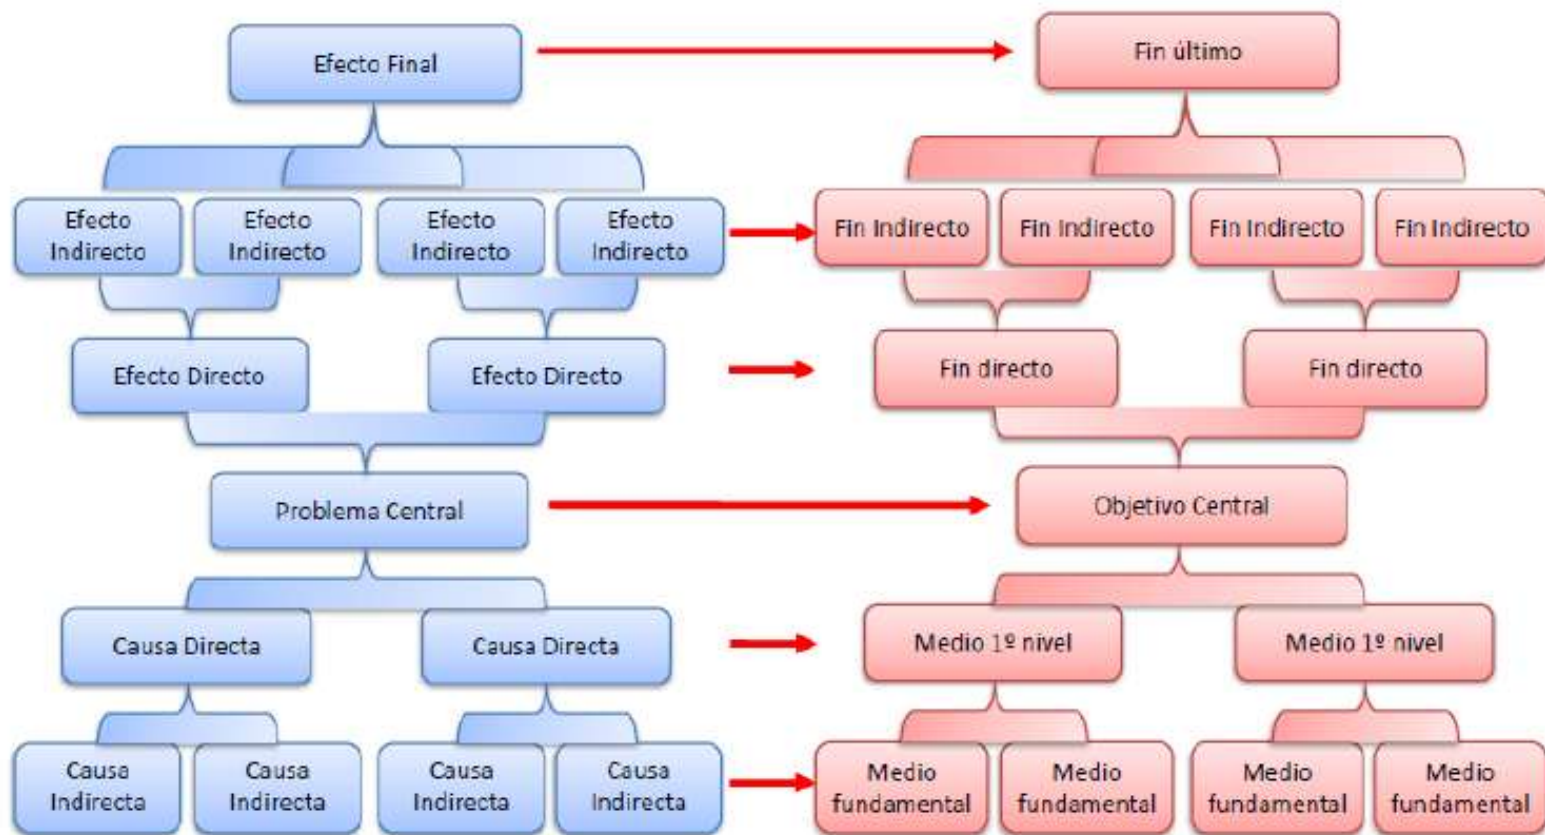 Efecto Final
Fin último
Efecto
Indirecto
Efecto
Indirecto
Efecto
Indirecto
Efecto
Indirecto
Fin Indirecto
Fin Indirecto
Fin Indirecto
Fin Indirecto
Efecto Directo
Efecto Directo
Fin directo
Fin directo
Problema Central
Objetivo Central
Causa Directa
Causa Directa
Medio 1º nivel
Medio 1º nivel
Causa
Indirecta
Causa
Indirecta
Causa
Indirecta
Causa
Indirecta
Medio
fundamental
Medio
fundamental
Medio
fundamental
Medio
fundamental